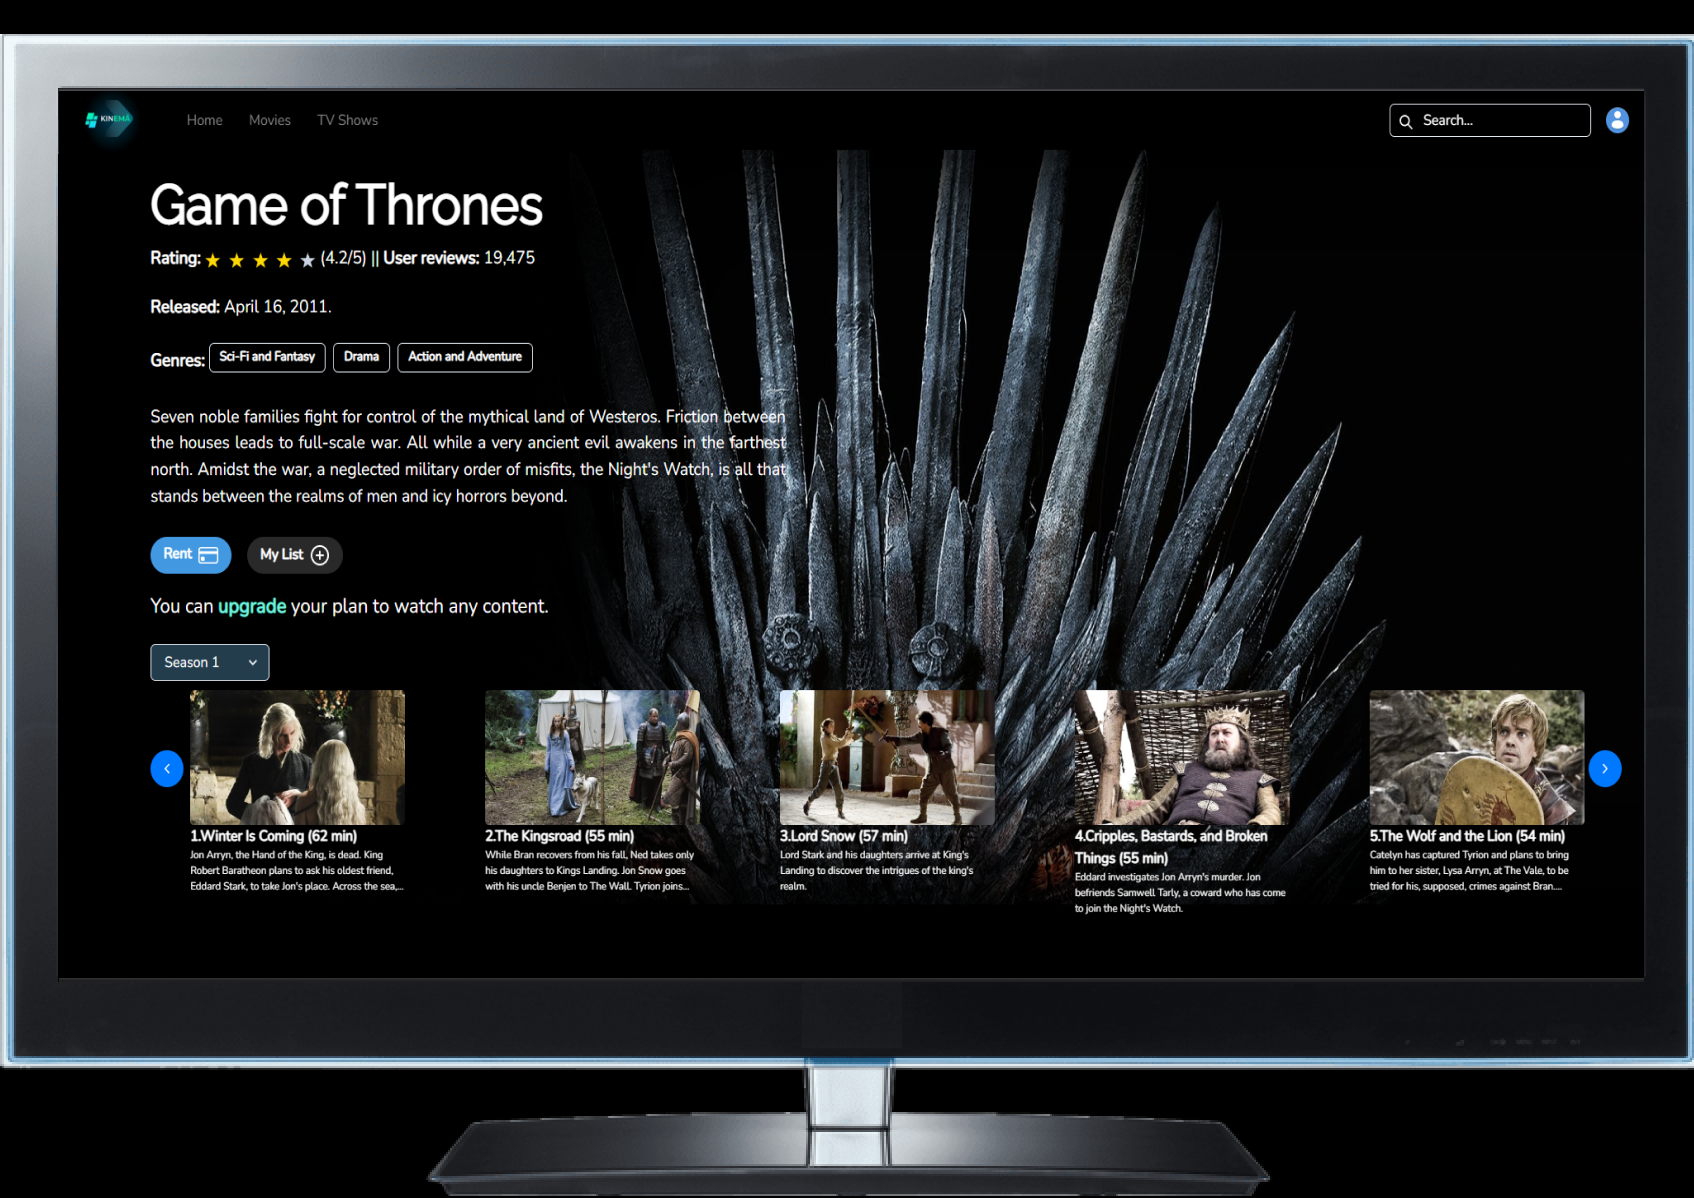 KINEMA
Home Movies TV Shows
Search...
Game of Thrones
Rating: (4.2/5) || User reviews: 19,475
Released: April 16, 2011.
Genres: Sci-Fi and Fantasy Drama Action and Adventure
Seven noble families fight for control of the mythical land of Westeros. Friction between
the houses leads to full-scale war. All while a very ancient evil awakens in the farthest
north. Amidst the war, a neglected military order of misfits, the Night's Watch, is all that
stands between the realms of men and icy horrors beyond.
Rent My List
You can upgrade your plan to watch any content.
Season 1
1.Winter Is Coming (62 min)
Jon Arryn, the Hand of the King, is dead. King
Robert Baratheon plans to ask his oldest friend,
Eddard Stark, to take Jon's place. Across the sea,...
2.The Kingsroad (55 min)
While Bran recovers from his fall, Ned takes only
his daughters to Kings Landing. Jon Snow goes
with his uncle Benjen to The Wall. Tyrion joins...
3.Lord Snow (57 min)
Lord Stark and his daughters arrive at King's
Landing to discover the intrigues of the king's
realm.
4.Cripples, Bastards, and Broken
Things (55 min)
Eddard investigates Jon Arryn's murder. Jon
befriends Samwell Tarly, a coward who has come
to join the Night's Watch.
5.The Wolf and the Lion (54 min)
Catelyn has captured Tyrion and plans to bring
him to her sister, Lysa Arryn, at The Vale, to be
tried for his, supposed, crimes against Bran....